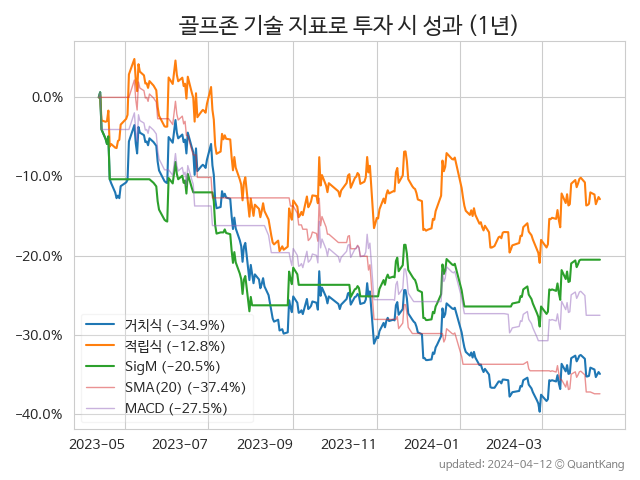 골프존 기술 지표로 투자 시 성과 (1년)
0.0%
−10.0%
−20.0%
−30.0%
−40.0%
거치식 (−34.9%)
적립식 (−12.8%)
SigM (−20.5%)
SMA(20) (−37.4%)
MACD (−27.5%)
2023-05 2023-07 2023-09 2023-11 2024-01 2024-03
updated: 2024-04-12 © QuantKang